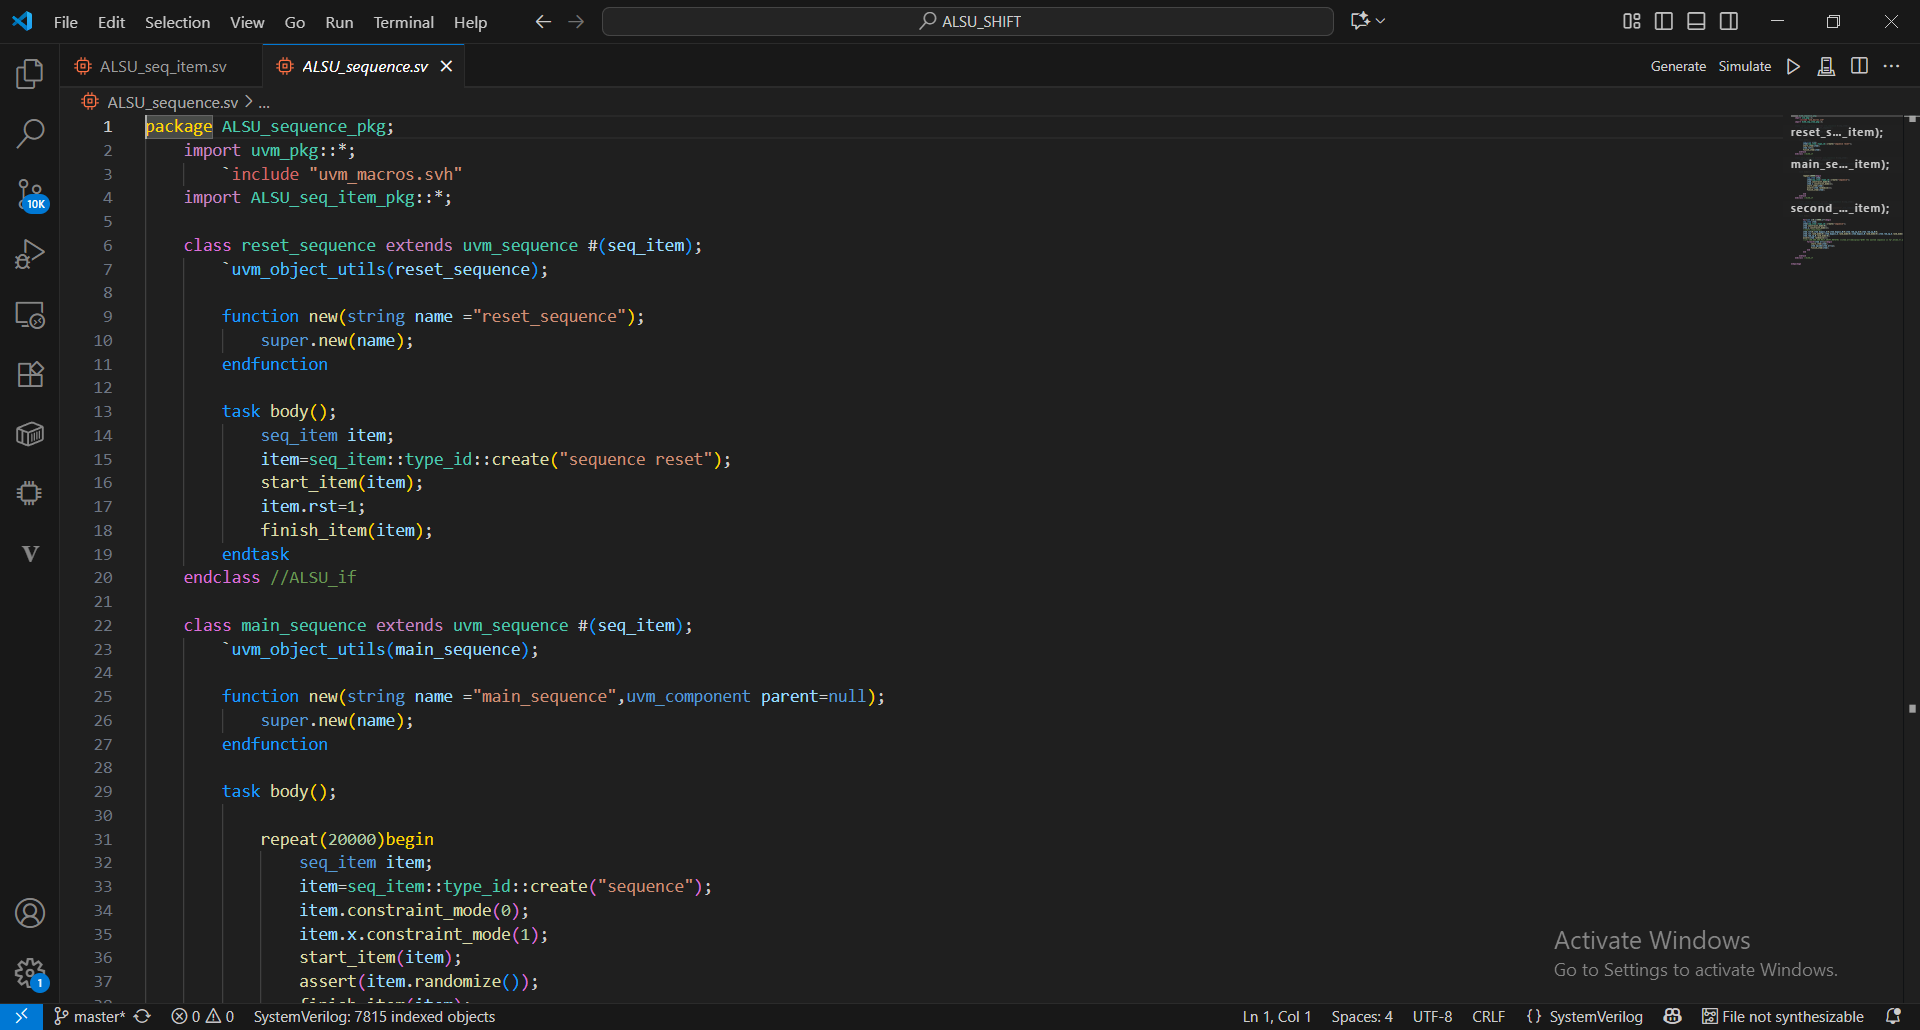 File Edit Selection View Go Run Terminal Help
ALSU_SHIFT
ALSU_seq_item.sv
ALSU_sequence.sv
Generate Simulate
ALSU_sequence.sv > ...
1 package ALSU_sequence_pkg;
2 import uvm_pkg::*;
3 `include "uvm_macros.svh"
4 import ALSU_seq_item_pkg::*;
5
6 class reset_sequence extends uvm_sequence #(seq_item);
7 `uvm_object_utils(reset_sequence);
8
9 function new(string name ="reset_sequence");
10 super.new(name);
11 endfunction
12
13 task body();
14 seq_item item;
15 item=seq_item::type_id::create("sequence reset");
16 start_item(item);
17 item.rst=1;
18 finish_item(item);
19 endtask
20 endclass //ALSU_if
21
22 class main_sequence extends uvm_sequence #(seq_item);
23 `uvm_object_utils(main_sequence);
24
25 function new(string name ="main_sequence",uvm_component parent=null);
26 super.new(name);
27 endfunction
28
29 task body();
30
31 repeat(20000)begin
32 seq_item item;
33 item=seq_item::type_id::create("sequence");
34 item.constraint_mode(0);
35 item.x.constraint_mode(1);
36 start_item(item);
37 assert(item.randomize());
38 finish_item(item);
reset_s..._item);
main_se..._item);
second_..._item);
10K
V
1
Activate Windows
Go to Settings to activate Windows.
master* 0 0 SystemVerilog: 7815 indexed objects
Ln 1, Col 1 Spaces: 4 UTF-8 CRLF {} SystemVerilog File not synthesizable